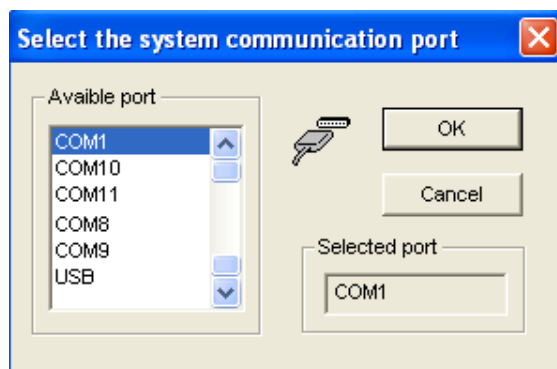 Select the system communication port
Avaible port
COM1
COM10
COM11
COM8
COM9
USB
OK
Cancel
Selected port
COM1